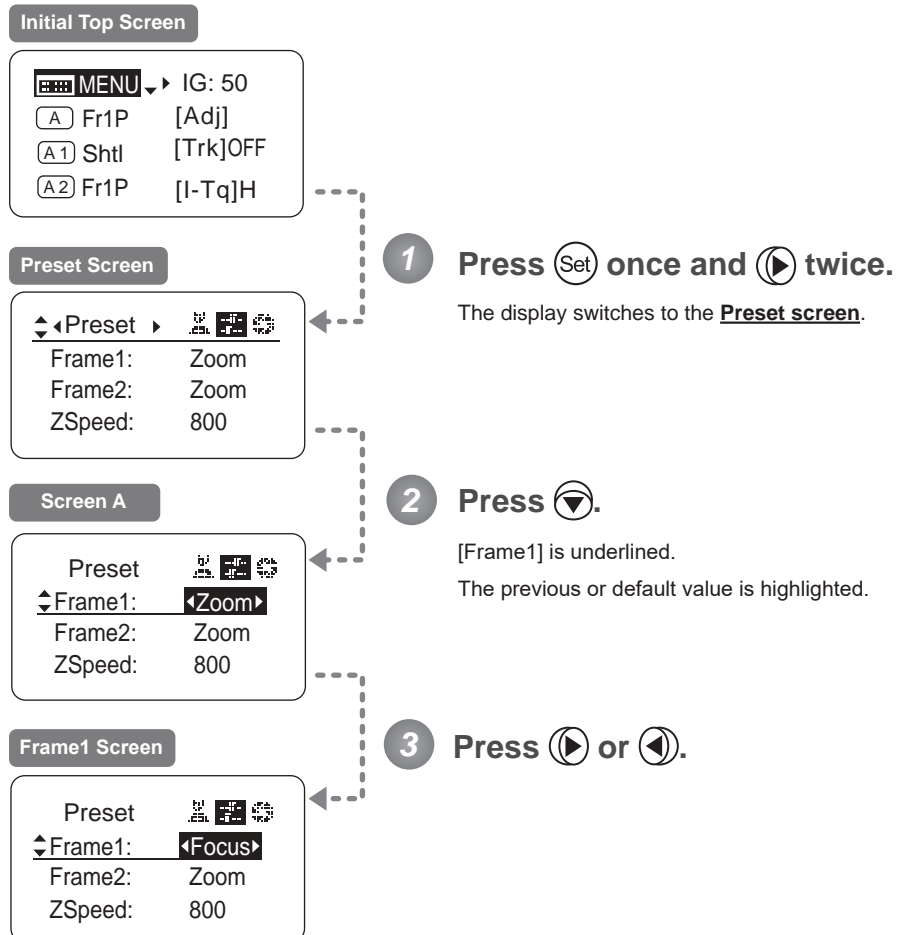 Initial Top Screen
MENU IG: 50
A Fr1P [Adj]
A1 Shtl [Trk]OFF
A2 Fr1P [I-Tq]H
1 Press Set once and ▶ twice.
The display switches to the Preset screen.
Preset Screen
Preset
Frame1: Zoom
Frame2: Zoom
ZSpeed: 800
2 Press ▼.
[Frame1] is underlined.
The previous or default value is highlighted.
Screen A
Preset
Frame1: Zoom
Frame2: Zoom
ZSpeed: 800
3 Press ▶ or ◀.
Frame1 Screen
Preset
Frame1: Focus
Frame2: Zoom
ZSpeed: 800